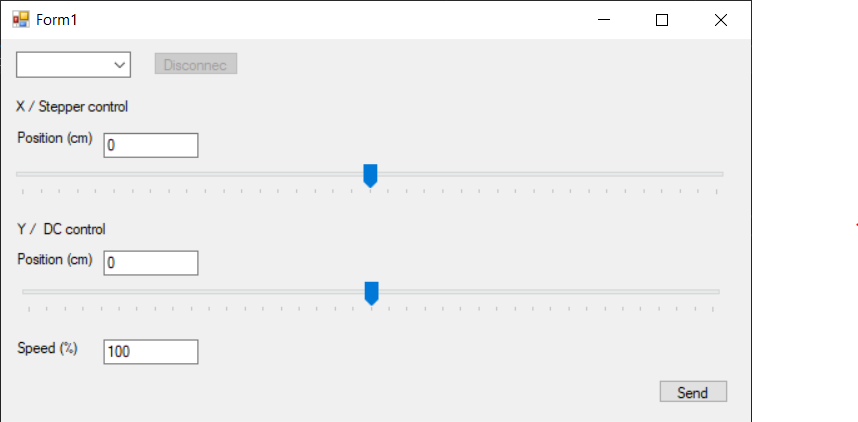 Form1
Disconnec
X / Stepper control
Position (cm) 0
Y / DC control
Position (cm) 0
Speed (%) 100
Send